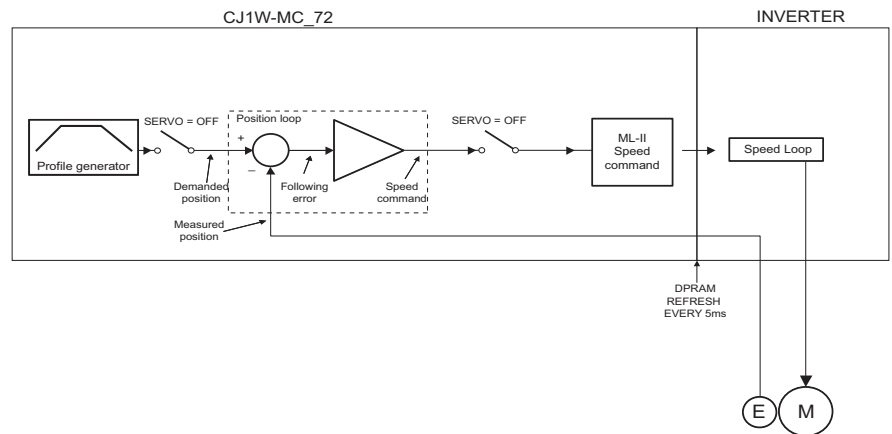 CJ1W-MC_72
INVERTER
SERVO = OFF
Position loop
SERVO = OFF
Profile generator
+
_
Demanded
position
Following
error
Speed
command
ML-II
Speed
command
Speed Loop
Measured
position
DPRAM
REFRESH
EVERY 5ms
E
M